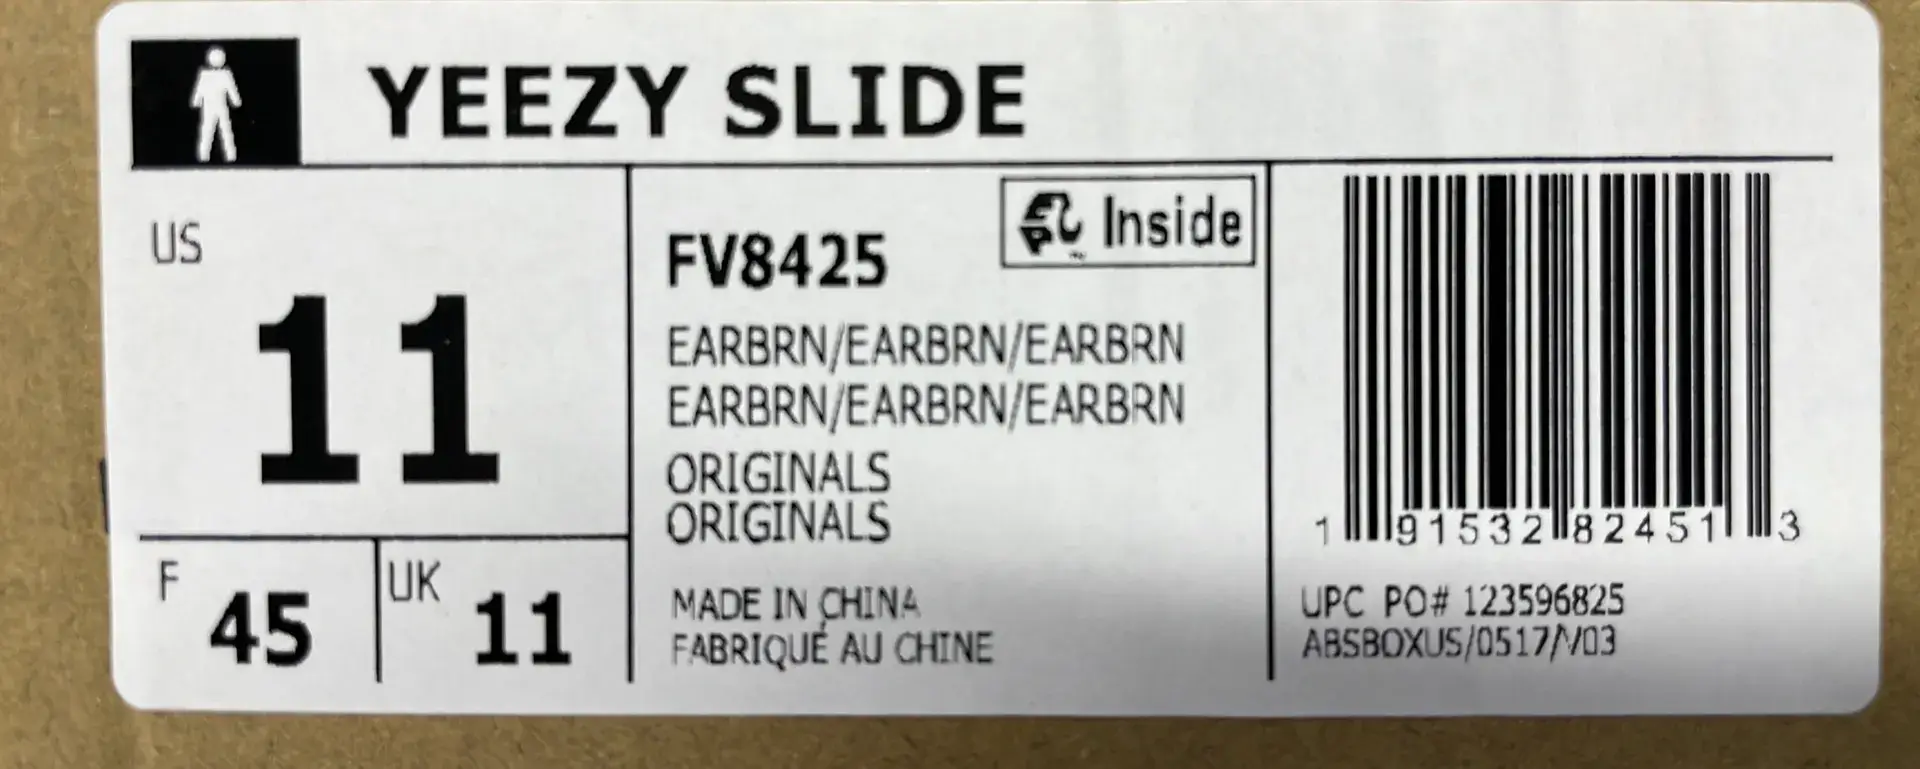 YEEZY SLIDE
US
11
F 45
UK 11
FV8425
Inside
EARBRN/EARBRN/EARBRN
EARBRN/EARBRN/EARBRN
ORIGINALS
ORIGINALS
MADE IN CHINA
FABRIQUÉ AU CHINE
1 91532 82451 3
UPC PO# 123596825
ABSBOXUS/0517/V03